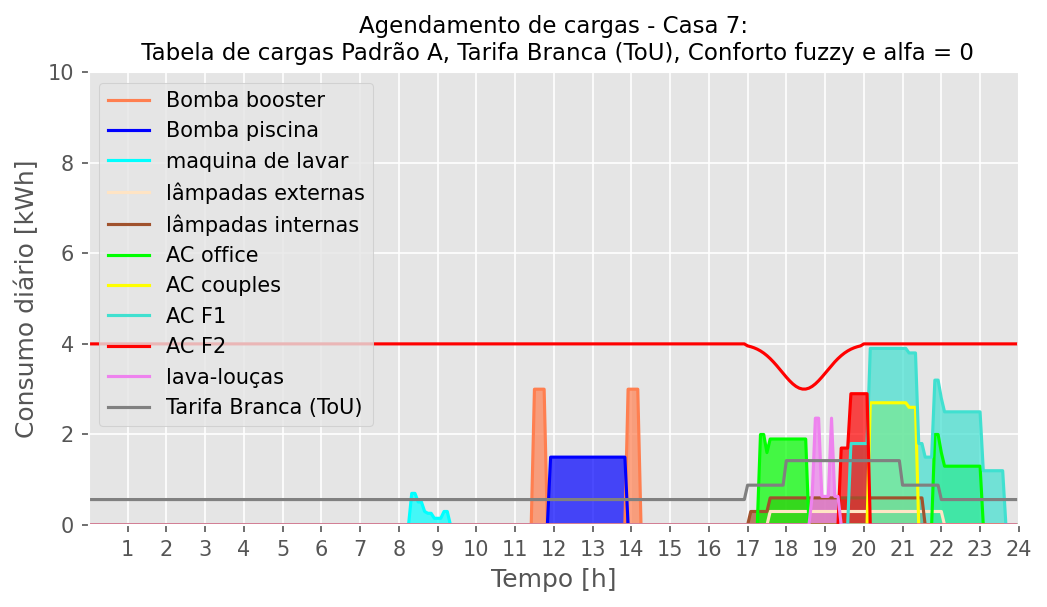 Agendamento de cargas - Casa 7:
Tabela de cargas Padrão A, Tarifa Branca (ToU), Conforto fuzzy e alfa = 0
Consumo diário [kWh]
10
8
6
4
2
0
Bomba booster
Bomba piscina
maquina de lavar
lâmpadas externas
lâmpadas internas
AC office
AC couples
AC F1
AC F2
lava-louças
Tarifa Branca (ToU)
1 2 3 4 5 6 7 8 9 10 11 12 13 14 15 16 17 18 19 20 21 22 23 24
Tempo [h]